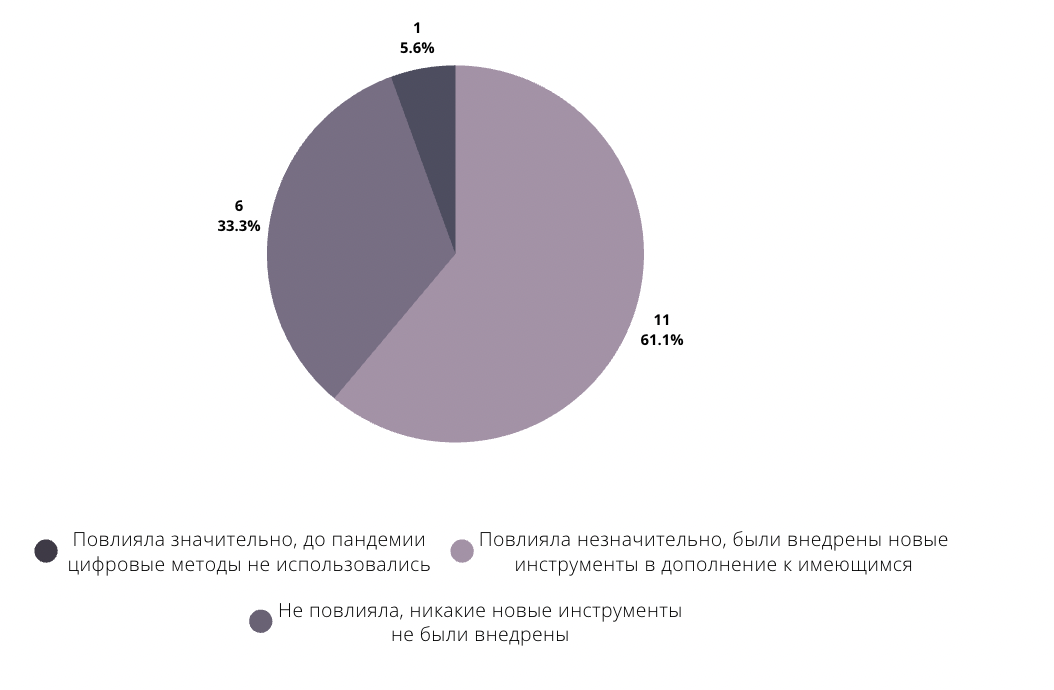 1
5.6%
6
33.3%
11
61.1%
Повлияла значительно, до пандемии
цифровые методы не использовались
Повлияла незначительно, были внедрены новые
инструменты в дополнение к имеющимся
Не повлияла, никакие новые инструменты
не были внедрены